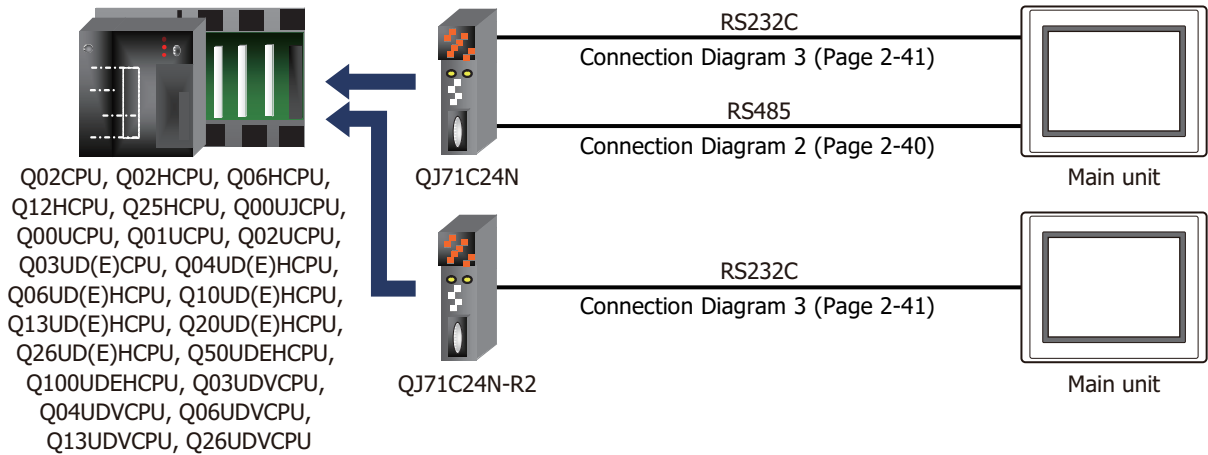 RS232C
Connection Diagram 3 (Page 2-41)
RS485
Connection Diagram 2 (Page 2-40)
QJ71C24N
Main unit
Q02CPU, Q02HCPU, Q06HCPU,
Q12HCPU, Q25HCPU, Q00UJCPU,
Q00UCPU, Q01UCPU, Q02UCPU,
Q03UD(E)CPU, Q04UD(E)HCPU,
Q06UD(E)HCPU, Q10UD(E)HCPU,
Q13UD(E)HCPU, Q20UD(E)HCPU,
Q26UD(E)HCPU, Q50UDEHCPU,
Q100UDEHCPU, Q03UDVCPU,
Q04UDVCPU, Q06UDVCPU,
Q13UDVCPU, Q26UDVCPU
RS232C
Connection Diagram 3 (Page 2-41)
QJ71C24N-R2
Main unit